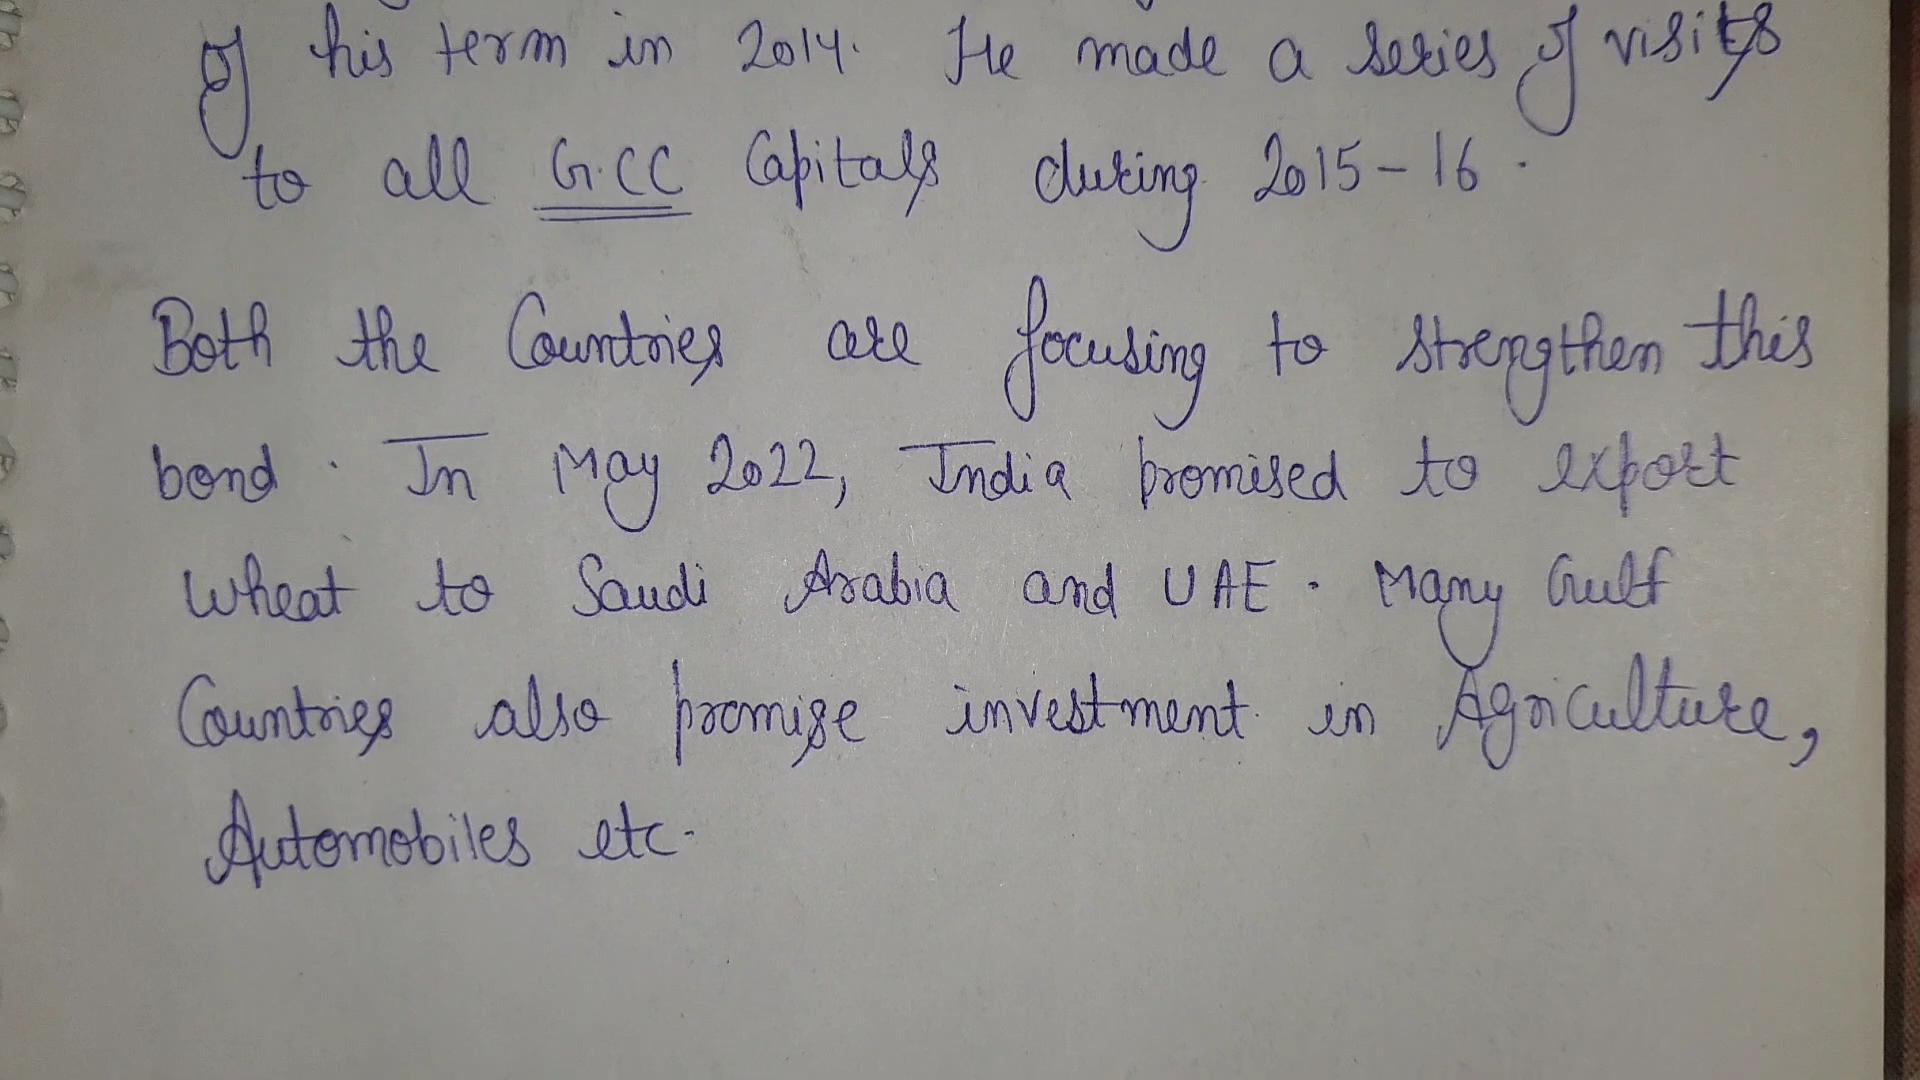 of his term in 2014. He made a series of visits
to all G.CC Capitals during 2015-16.
Both the Countries are focusing to strengthen this
bond. In May 2022, India promised to export
wheat to Saudi Arabia and UAE. Many Gulf
Countries also promise investment in Agriculture,
Automobiles etc.